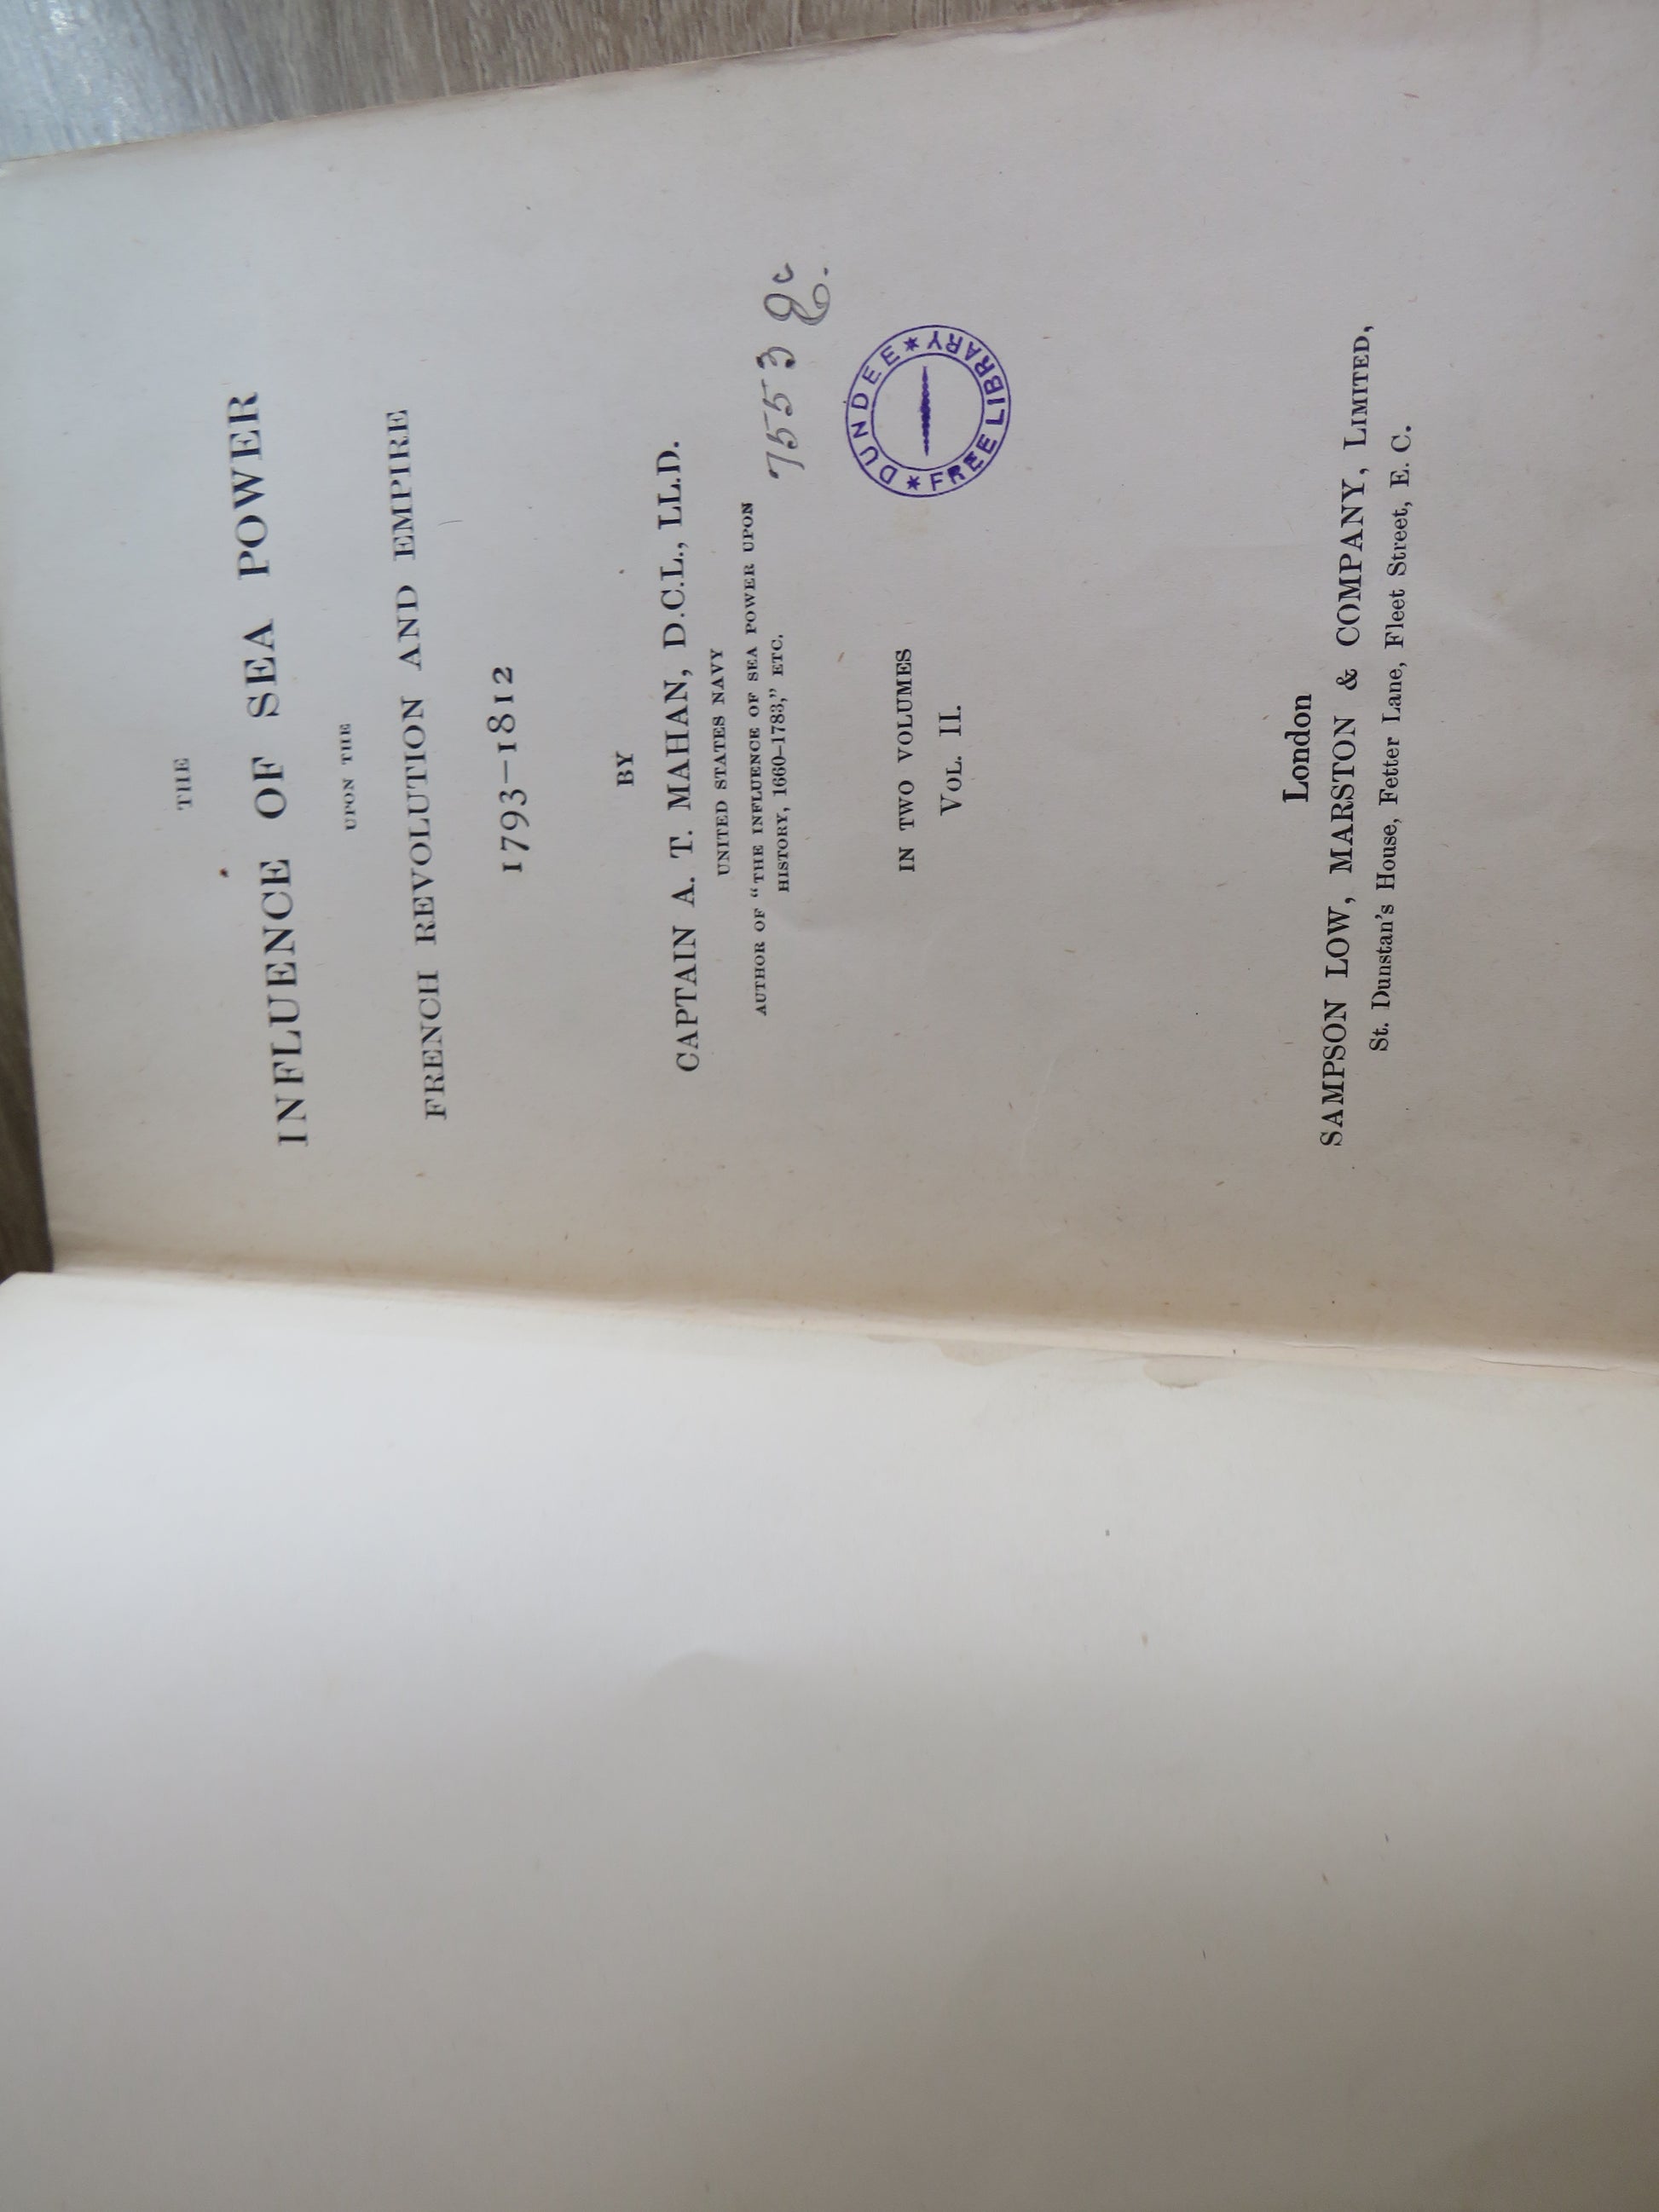 THE
INFLUENCE OF SEA POWER
UPON THE
FRENCH REVOLUTION AND EMPIRE
1793–1812
BY
CAPTAIN A. T. MAHAN, D.C.L., LL.D.
UNITED STATES NAVY
AUTHOR OF “THE INFLUENCE OF SEA POWER UPON
HISTORY, 1660–1783,” ETC.
7553
DUNDEE
* FREE LIBRARY *
IN TWO VOLUMES
VOL. II.
London
SAMPSON LOW, MARSTON & COMPANY, LIMITED,
St. Dunstan's House, Fetter Lane, Fleet Street, E. C.